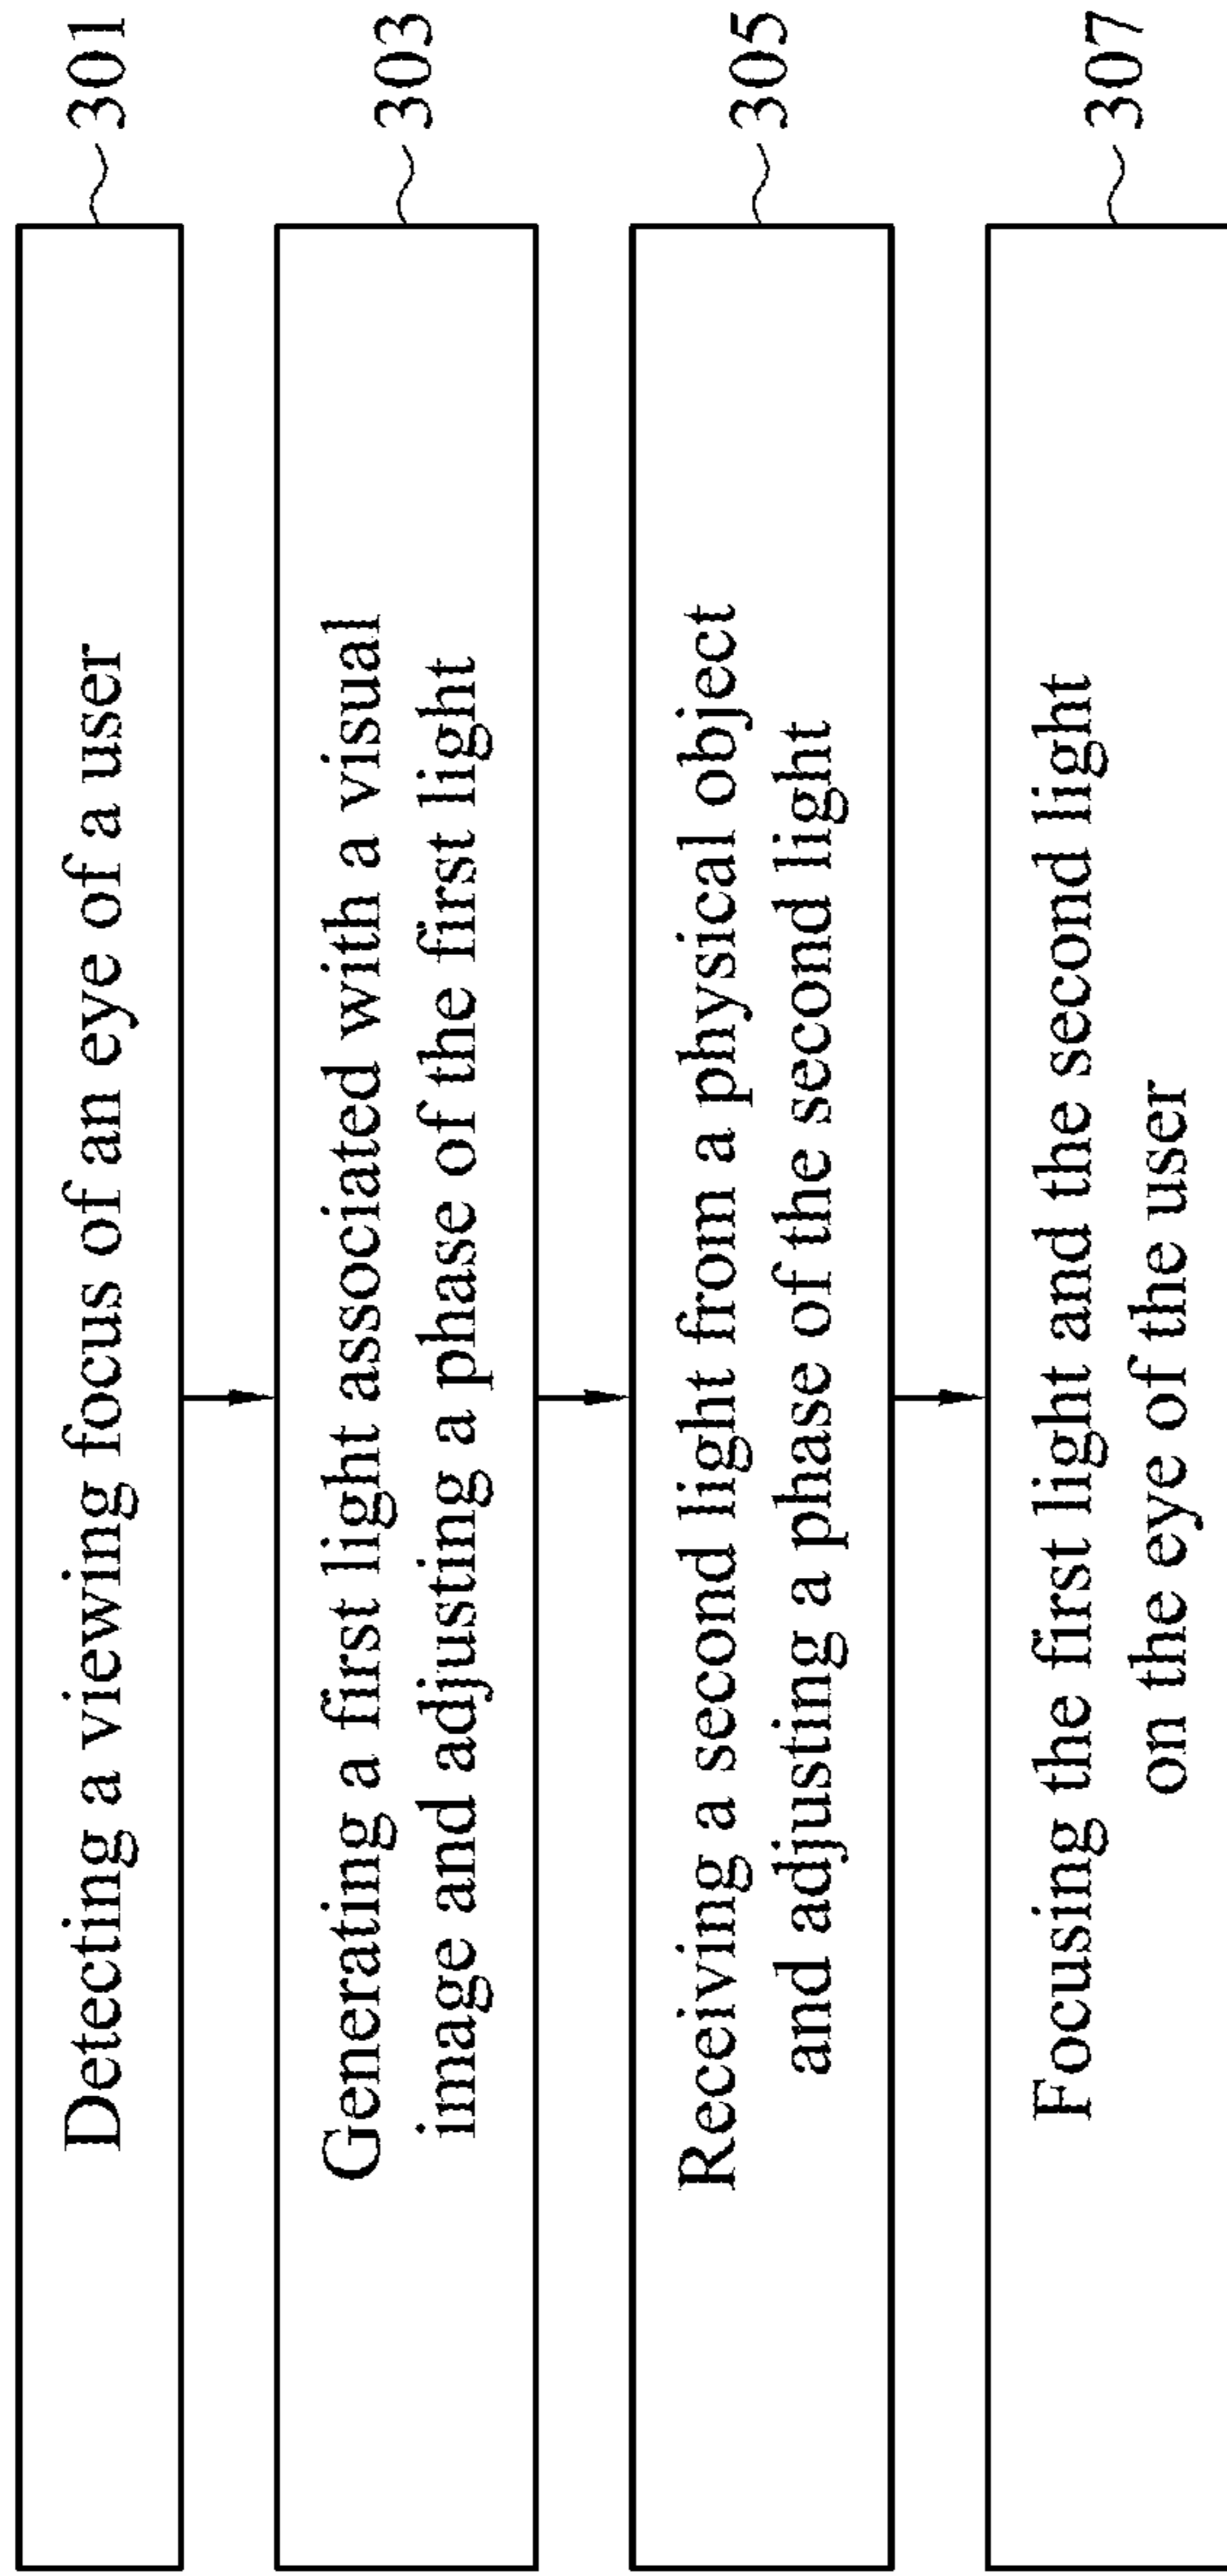 Detecting a viewing focus of an eye of a user
301
Generating a first light associated with a visual
image and adjusting a phase of the first light
303
Receiving a second light from a physical object
and adjusting a phase of the second light
305
Focusing the first light and the second light
on the eye of the user
307